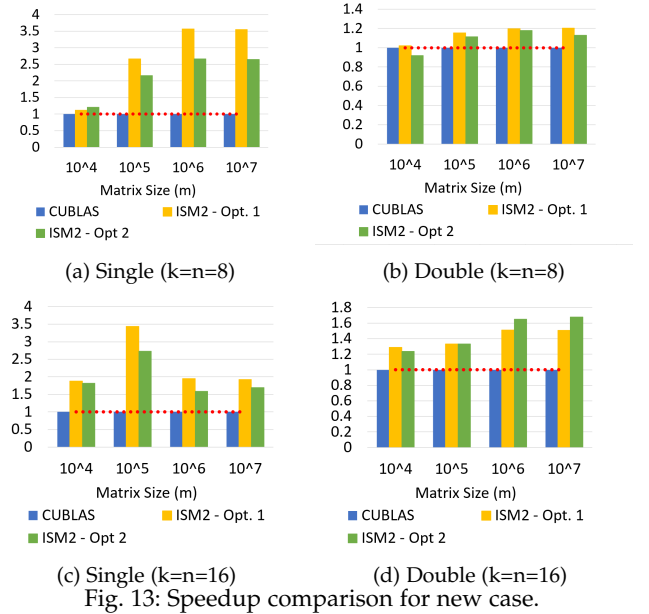 4
3.5
3
2.5
2
1.5
1
0.5
0
10^4 10^5 10^6 10^7
Matrix Size (m)
CUBLAS ISM2 - Opt. 1
ISM2 - Opt 2
(a) Single (k=n=8)
1.4
1.2
1
0.8
0.6
0.4
0.2
0
10^4 10^5 10^6 10^7
Matrix Size (m)
CUBLAS ISM2 - Opt. 1
ISM2 - Opt 2
(b) Double (k=n=8)
4
3.5
3
2.5
2
1.5
1
0.5
0
10^4 10^5 10^6 10^7
Matrix Size (m)
CUBLAS ISM2 - Opt. 1
ISM2 - Opt 2
(c) Single (k=n=16)
1.8
1.6
1.4
1.2
1
0.8
0.6
0.4
0.2
0
10^4 10^5 10^6 10^7
Matrix Size (m)
CUBLAS ISM2 - Opt. 1
ISM2 - Opt 2
(d) Double (k=n=16)
Fig. 13: Speedup comparison for new case.